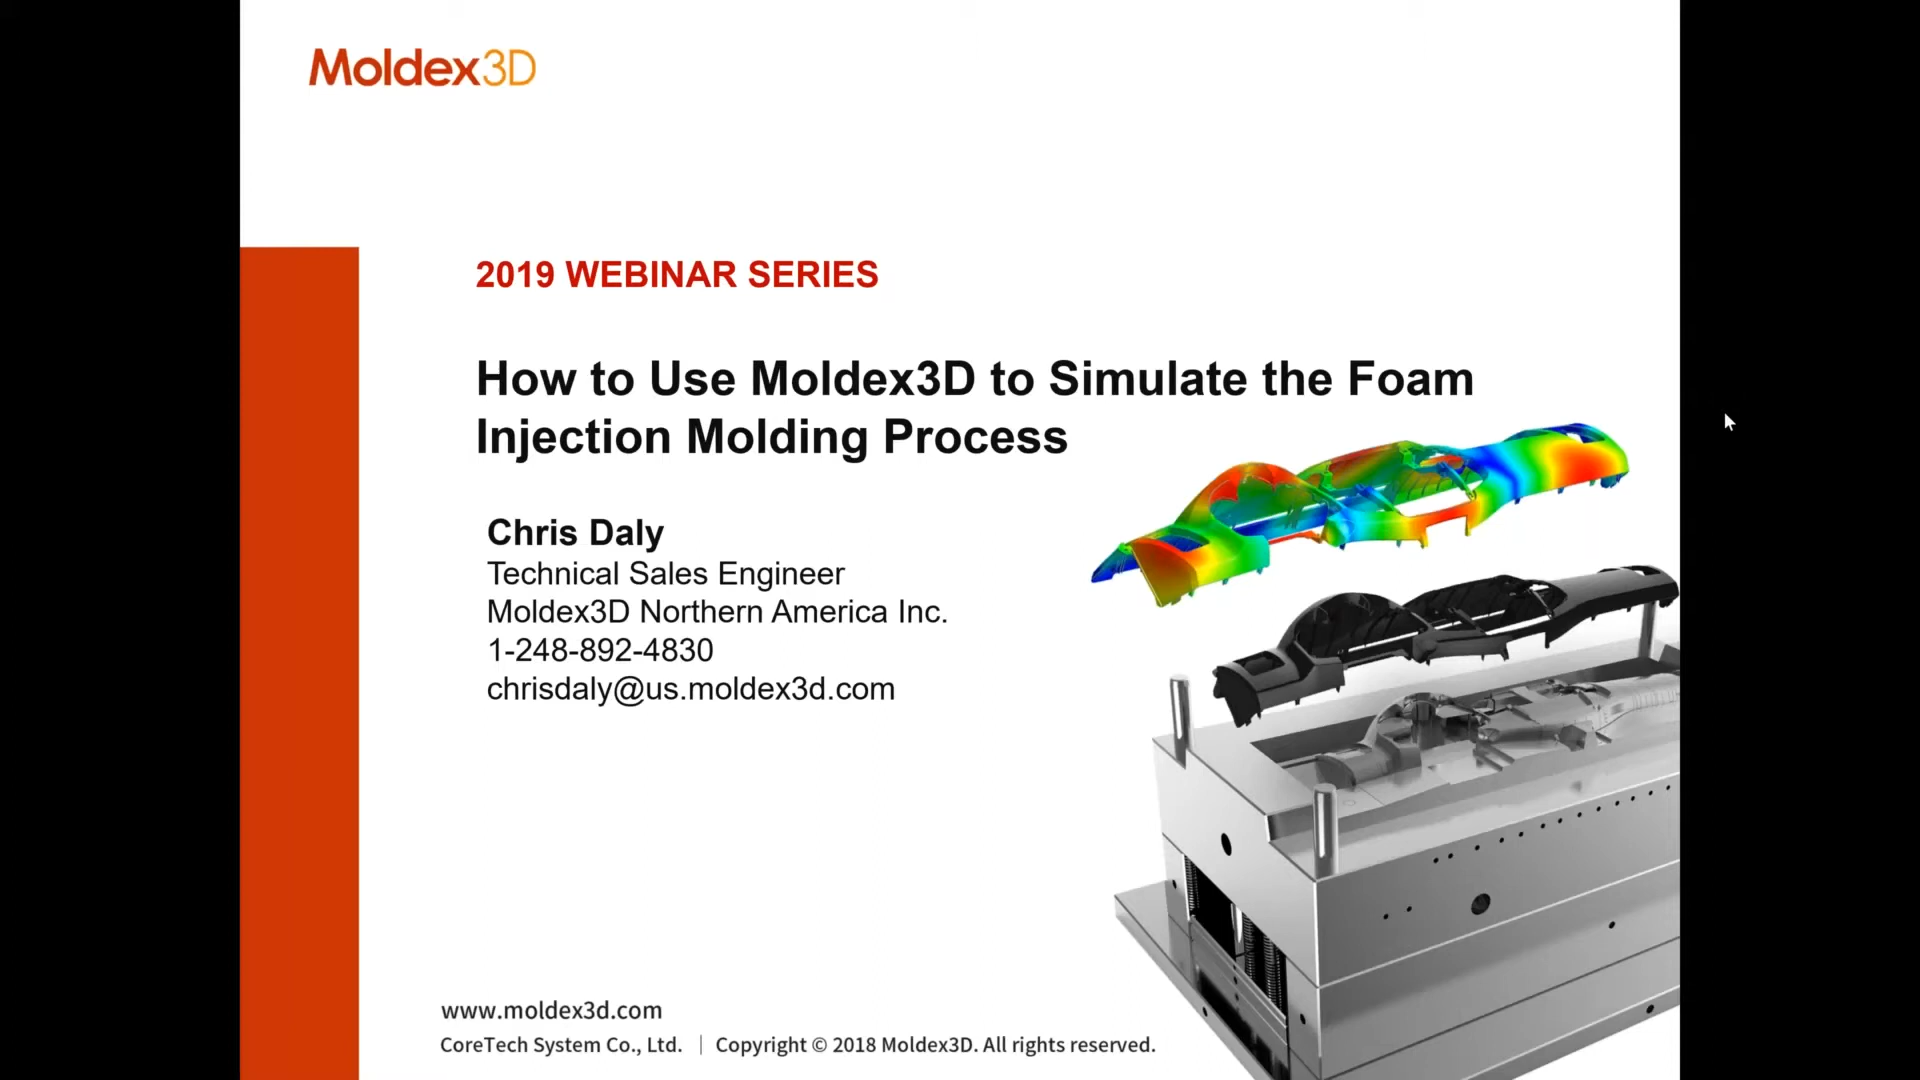 Moldex3D
2019 WEBINAR SERIES
How to Use Moldex3D to Simulate the Foam
Injection Molding Process
Chris Daly
Technical Sales Engineer
Moldex3D Northern America Inc.
1-248-892-4830
chrisdaly@us.moldex3d.com
www.moldex3d.com
CoreTech System Co., Ltd. | Copyright © 2018 Moldex3D. All rights reserved.